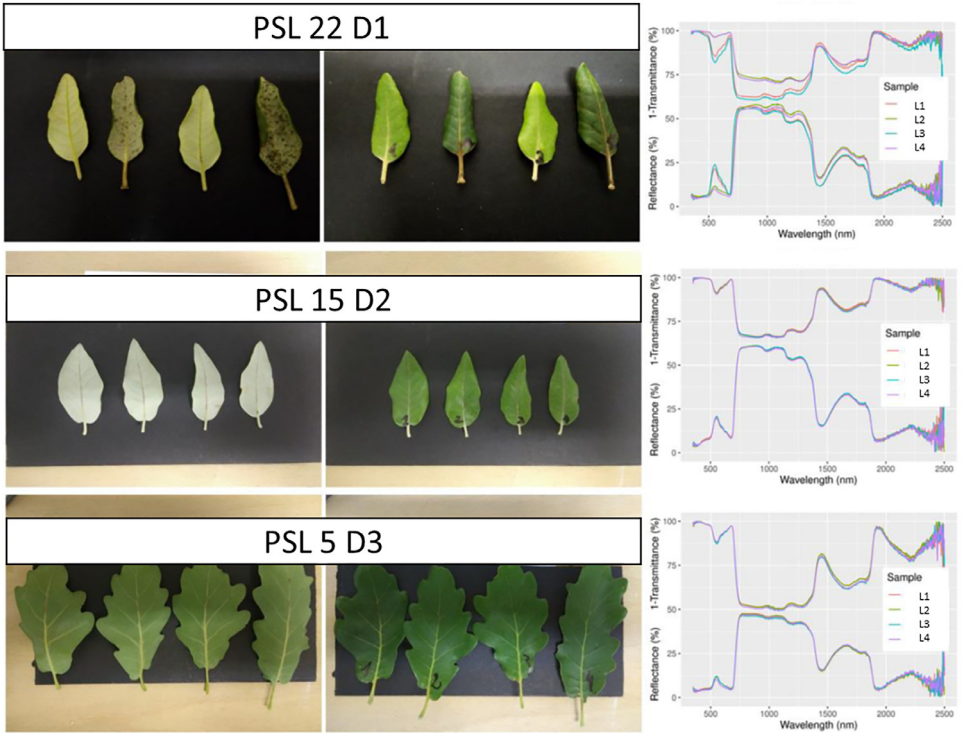 PSL 22 D1
1-Transmittance (%)
Reflectance (%)
100
75
50
25
0
Sample
L1
L2
L3
L4
500
1000
1500
2000
2500
Wavelength (nm)
PSL 15 D2
1-Transmittance (%)
Reflectance (%)
100
75
50
25
0
Sample
L1
L2
L3
L4
500
1000
1500
2000
2500
Wavelength (nm)
PSL 5 D3
1-Transmittance (%)
Reflectance (%)
100
75
50
25
0
Sample
L1
L2
L3
L4
500
1000
1500
2000
2500
Wavelength (nm)